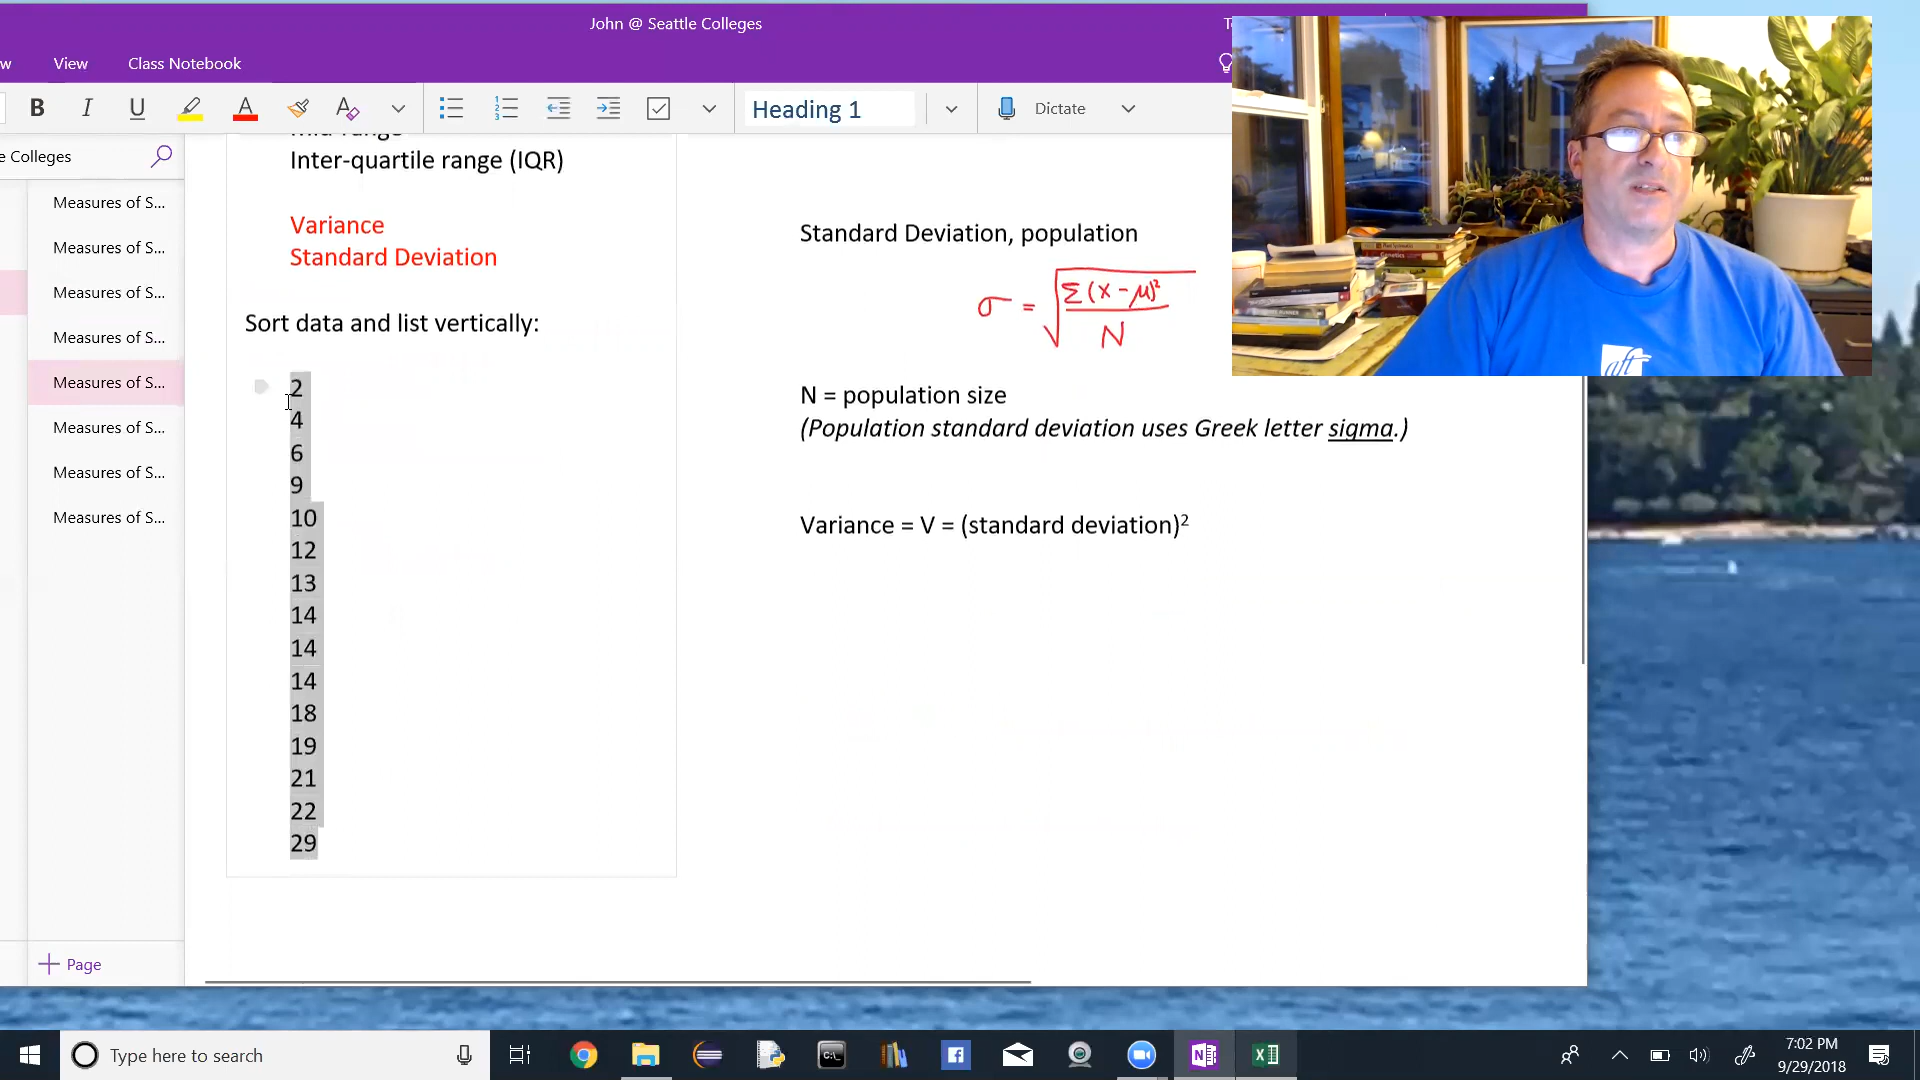 John @ Seattle Colleges
w View Class Notebook
B I U A A Heading 1 Dictate
e Colleges
Measures of S...
Measures of S...
Measures of S...
Measures of S...
Measures of S...
Measures of S...
Measures of S...
Measures of S...
Page
Mid-range
Inter-quartile range (IQR)
Variance
Standard Deviation
Sort data and list vertically:
2
4
6
9
10
12
13
14
14
14
18
19
21
22
29
Standard Deviation, population
σ = √Σ(x-μ)²
N
N = population size
(Population standard deviation uses Greek letter sigma.)
Variance = V = (standard deviation)²
aft
Type here to search
7:02 PM
9/29/2018